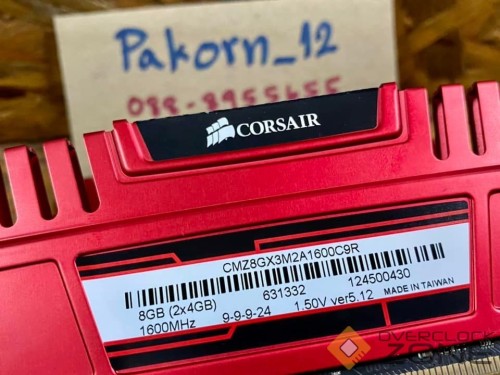 Pakorn_12
088-8955655
CORSAIR
CMZ8GX3M2A1600C9R
8GB (2x4GB) 631332 124500430
1600MHz 9-9-9-24 1.50V ver5.12 MADE IN TAIWAN
OVERCLOCK
ZONE